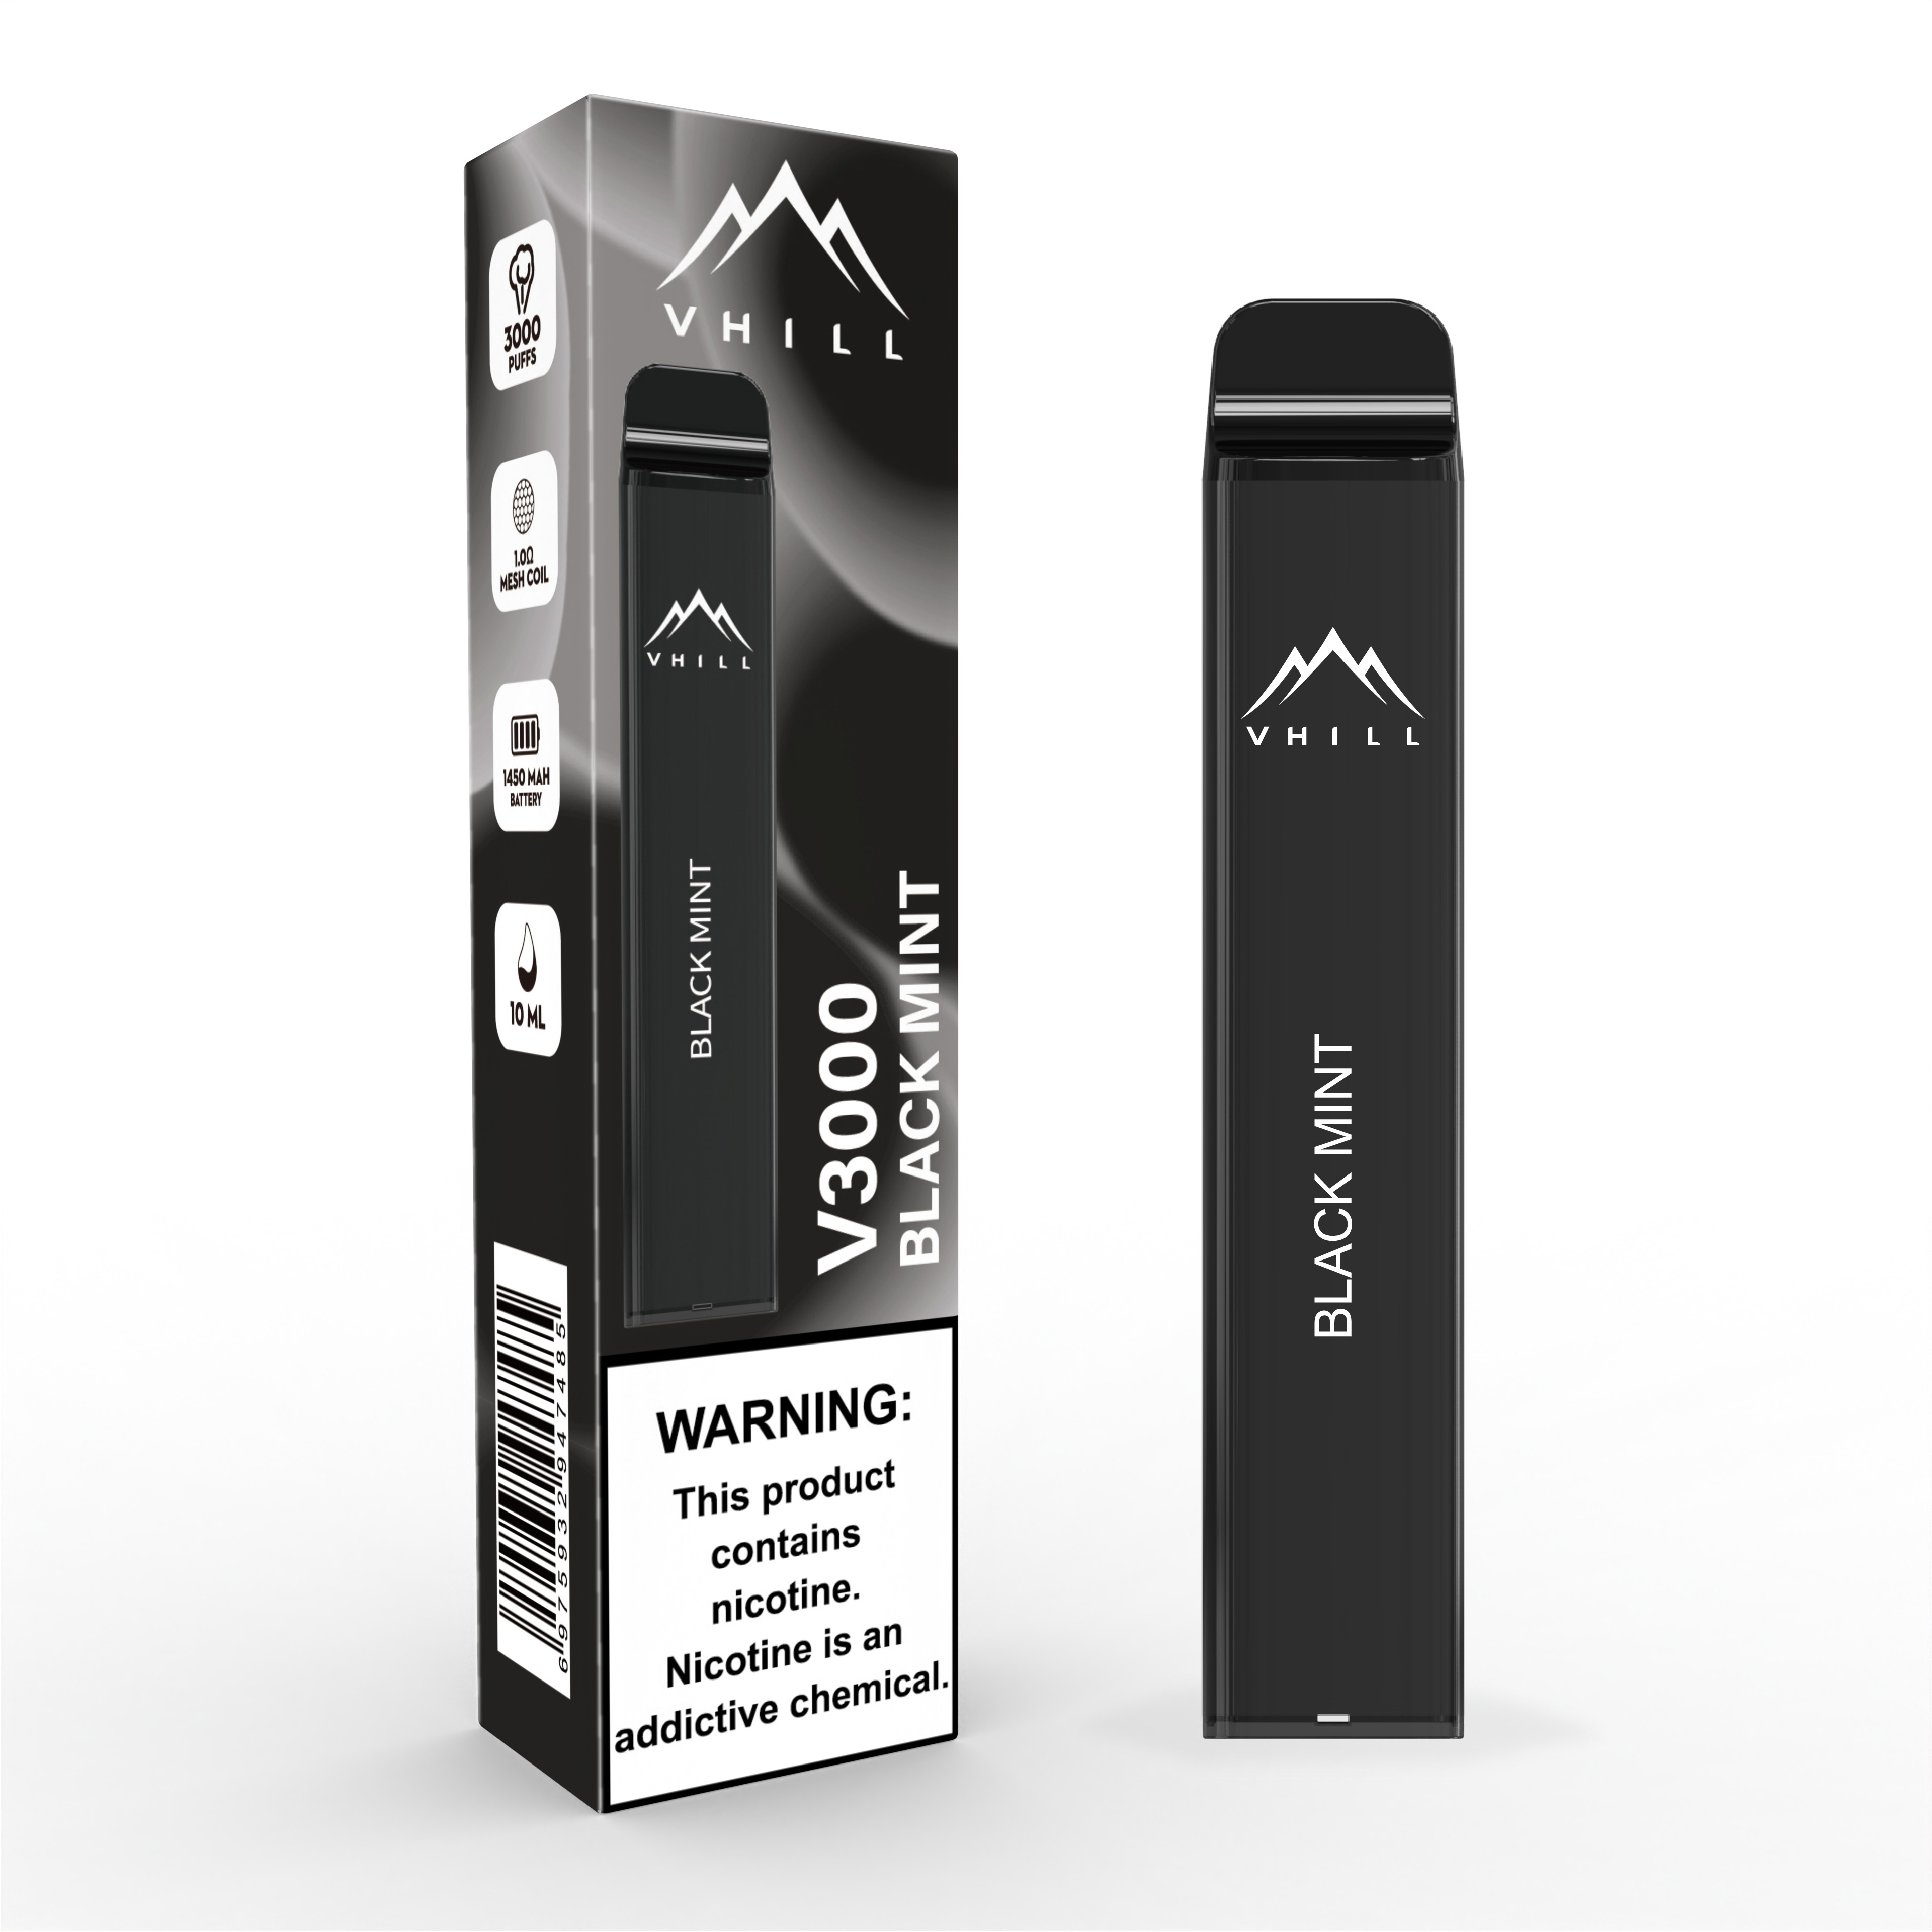 3000
PUFFS
1.0Ω
MESH COIL
1450 MAH
BATTERY
10 ML
6975932947485
VHILL
VHILL
BLACK MINT
V3000
BLACK MINT
WARNING:
This product
contains
nicotine.
Nicotine is an
addictive chemical.
VHILL
BLACK MINT